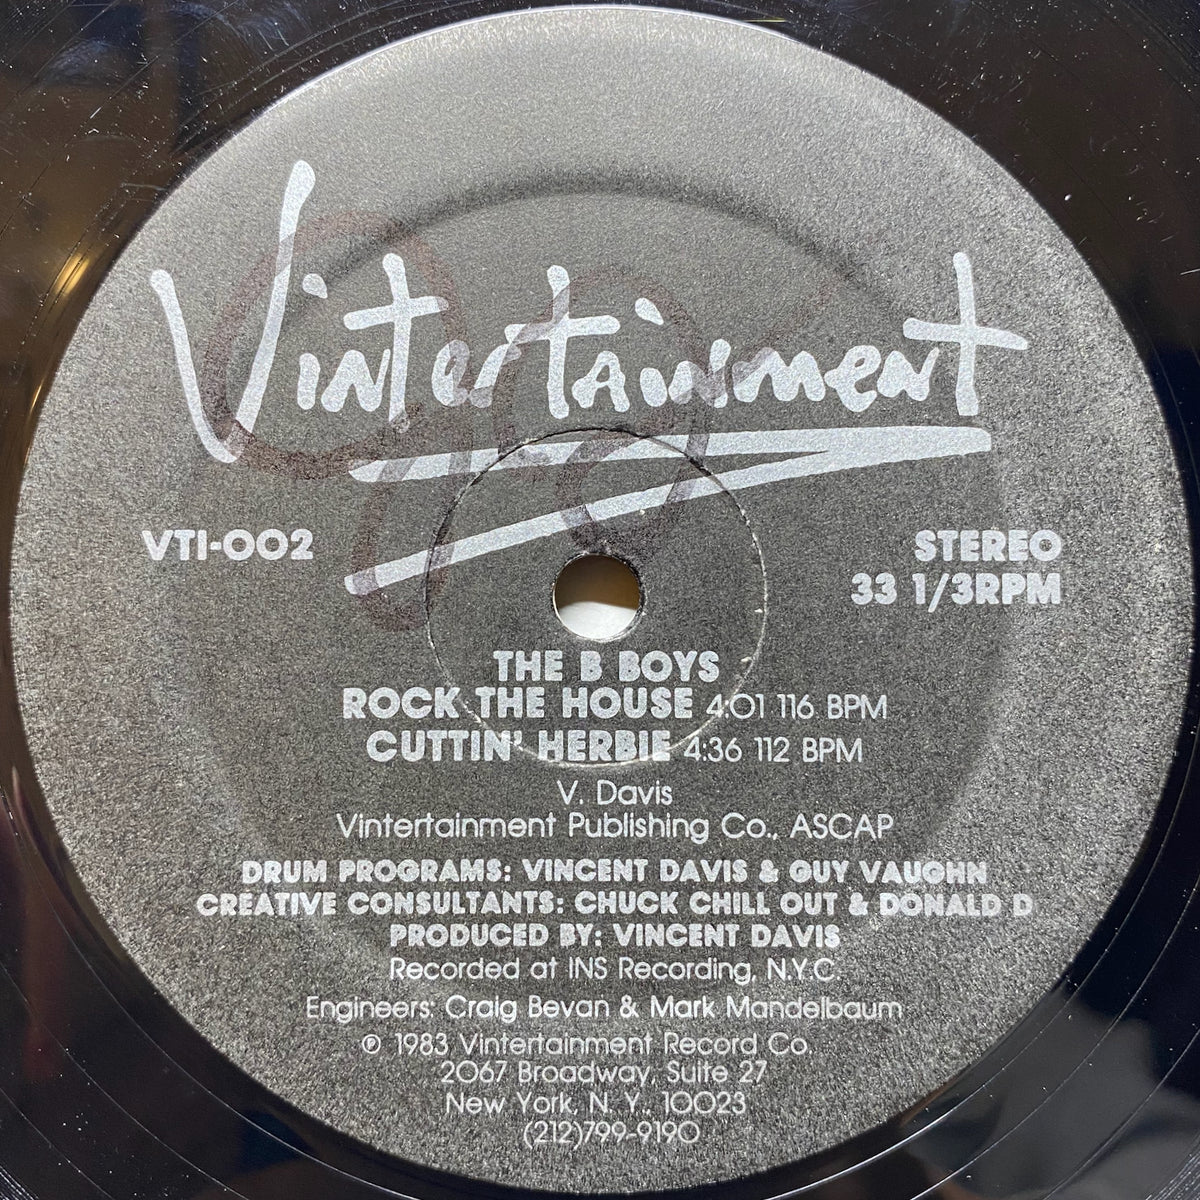 Vintertainment
VTI-002
STEREO
33 1/3RPM
THE B BOYS
ROCK THE HOUSE 4:01 116 BPM
CUTTIN' HERBIE 4:36 112 BPM
V. Davis
Vintertainment Publishing Co., ASCAP
DRUM PROGRAMS: VINCENT DAVIS & GUY VAUGHN
CREATIVE CONSULTANTS: CHUCK CHILL OUT & DONALD D
PRODUCED BY: VINCENT DAVIS
Recorded at INS Recording, N.Y.C.
Engineers: Craig Bevan & Mark Mandelbaum
℗ 1983 Vintertainment Record Co.
2067 Broadway, Suite 27
New York, N. Y., 10023
(212)799-9190